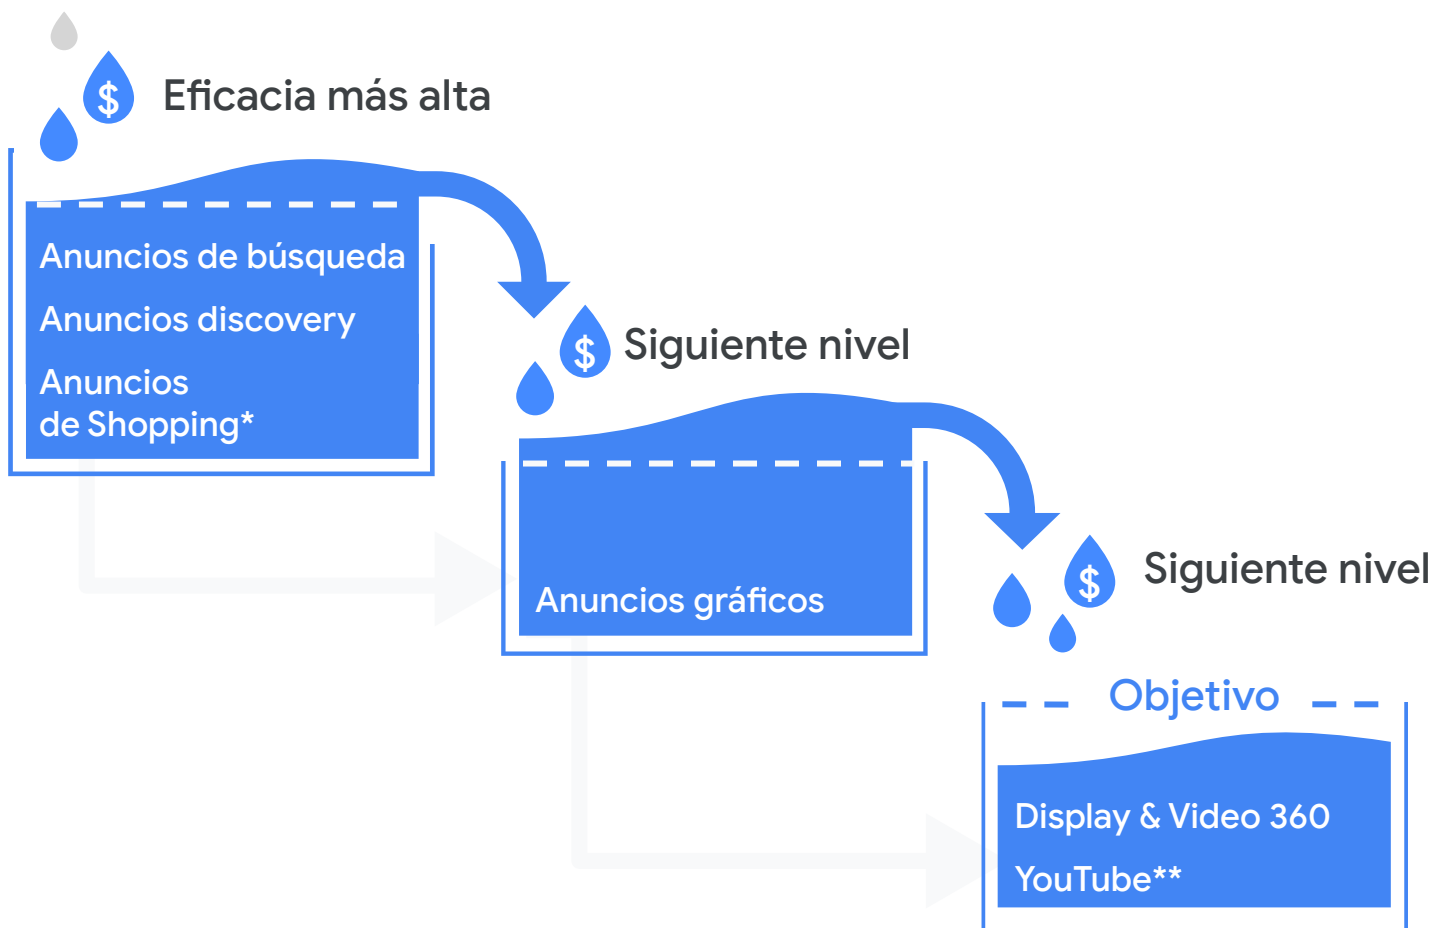 $
Eficacia más alta
Anuncios de búsqueda
Anuncios discovery
Anuncios
de Shopping*
$
Siguiente nivel
Anuncios gráficos
$
Siguiente nivel
Objetivo
Display & Video 360
YouTube**